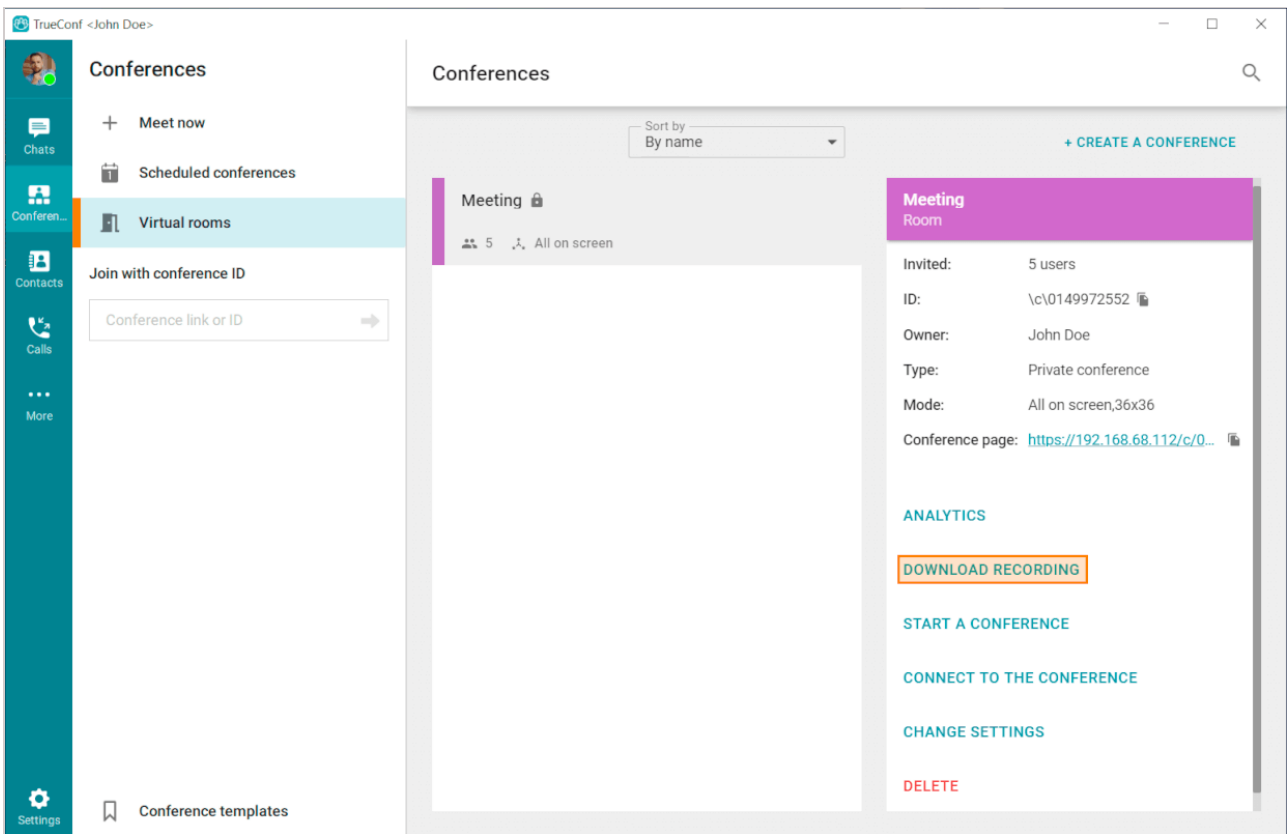 TrueConf <John Doe>
Chats
Conferen...
Contacts
Calls
More
Settings
Conferences
Meet now
1
Scheduled conferences
Virtual rooms
Join with conference ID
Conference link or ID
Conference templates
Conferences
Sort by
By name
+ CREATE A CONFERENCE
Meeting
5 All on screen
Meeting
Room
Invited: 5 users
ID: \c\0149972552
Owner: John Doe
Type: Private conference
Mode: All on screen,36x36
Conference page: https://192.168.68.112/c/0...
ANALYTICS
DOWNLOAD RECORDING
START A CONFERENCE
CONNECT TO THE CONFERENCE
CHANGE SETTINGS
DELETE